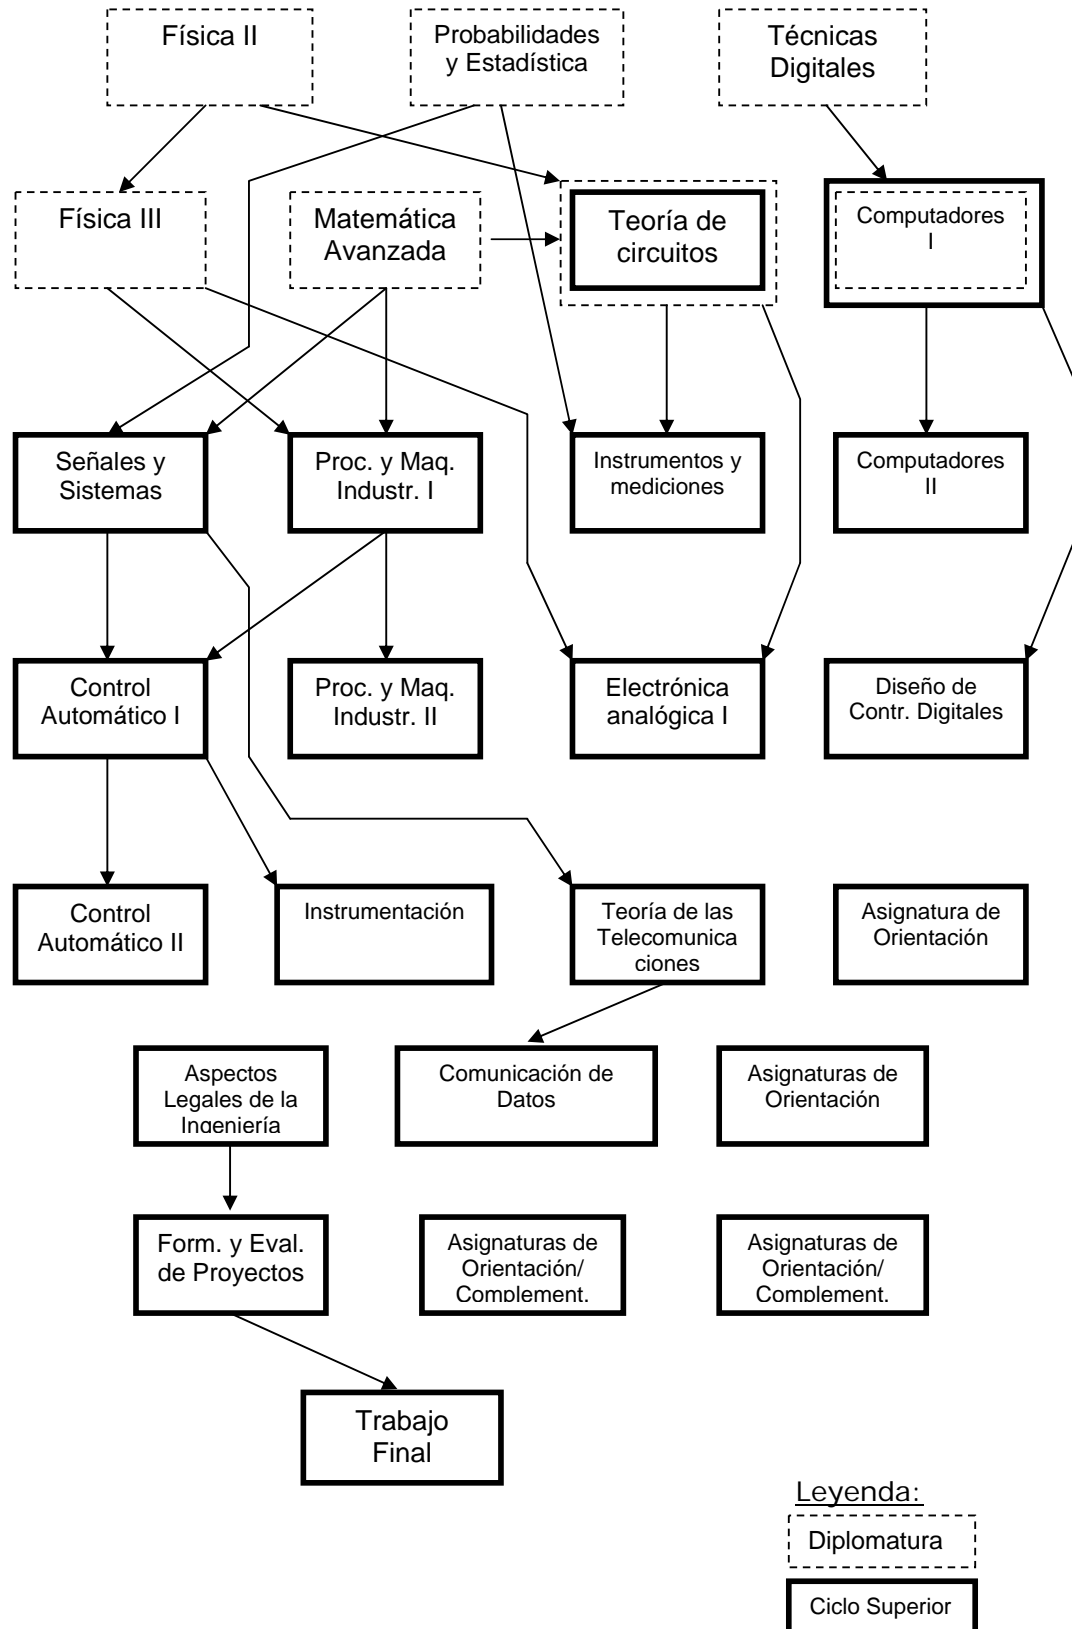 Física II
Probabilidades
y Estadística
Técnicas
Digitales
Física III
Matemática
Avanzada
Teoría de
circuitos
Computadores
I
Señales y
Sistemas
Proc. y Maq.
Industr. I
Instrumentos y
mediciones
Computadores
II
Control
Automático I
Proc. y Maq.
Industr. II
Electrónica
analógica I
Diseño de
Contr. Digitales
Control
Automático II
Instrumentación
Teoría de las
Telecomunica
ciones
Asignatura de
Orientación
Aspectos
Legales de la
Ingeniería
Comunicación de
Datos
Asignaturas de
Orientación
Form. y Eval.
de Proyectos
Asignaturas de
Orientación/
Complement.
Asignaturas de
Orientación/
Complement.
Trabajo
Final
Leyenda:
Diplomatura
Ciclo Superior